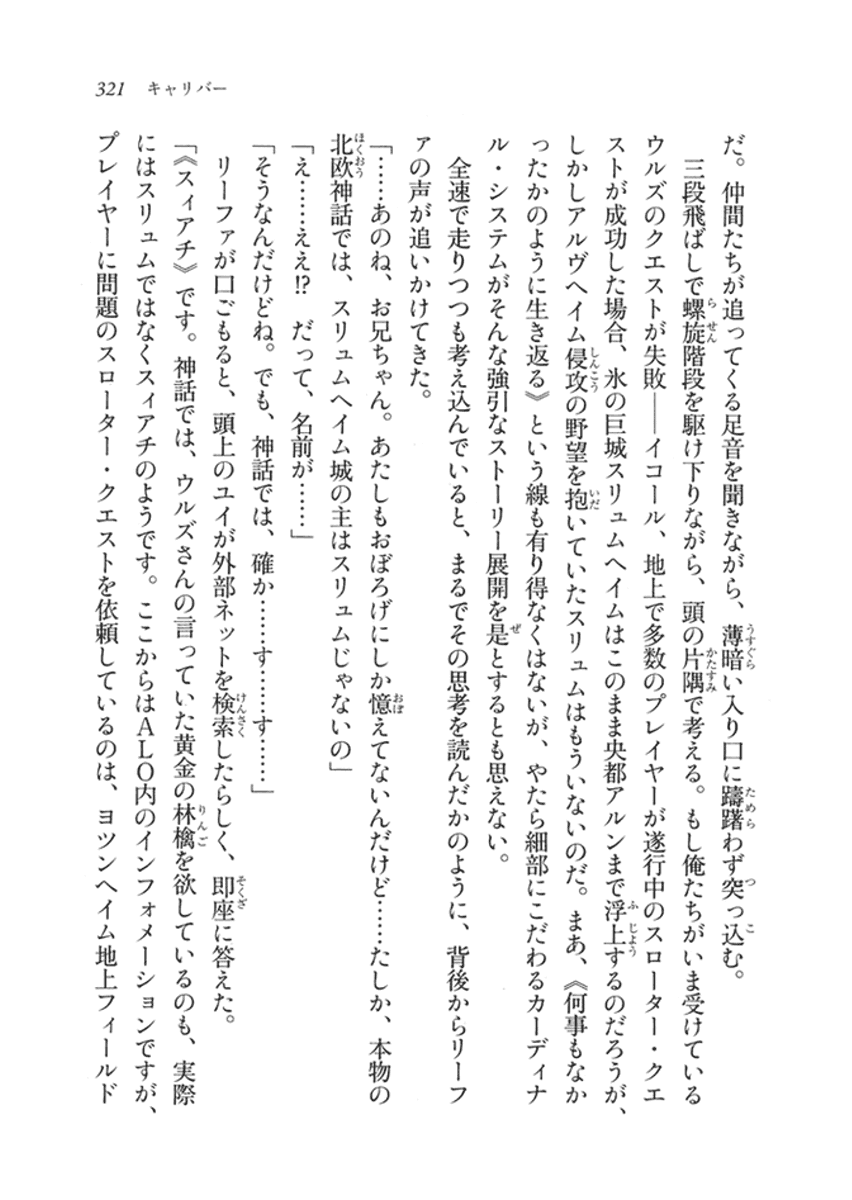 321　キャリバー
だ。仲間たちが追ってくる足音を聞きながら、薄暗い入り口に躊躇わず突っ込む。
　三段飛ばしで螺旋階段を駆け下りながら、頭の片隅で考える。もし俺たちがいま受けている
ウルズのクエストが失敗――イコール、地上で多数のプレイヤーが遂行中のスローター・クエ
ストが成功した場合、氷の巨城スリュムヘイムはこのまま央都アルンまで浮上するのだろうが、
しかしアルヴヘイム侵攻の野望を抱いていたスリュムはもういないのだ。まあ、《何事もなか
ったかのように生き返る》という線も有り得なくはないが、やたら細部にこだわるカーディナ
ル・システムがそんな強引なストーリー展開を是とするとも思えない。
　全速で走りつつも考え込んでいると、まるでその思考を読んだかのように、背後からリーフ
ァの声が追いかけてきた。
「……あのね、お兄ちゃん。あたしもおぼろげにしか憶えてないんだけど……たしか、本物の
北欧神話では、スリュムヘイム城の主はスリュムじゃないの」
「え……ええ!?　だって、名前が……」
「そうなんだけどね。でも、神話では、確か……す……す……」
　リーファが口ごもると、頭上のユイが外部ネットを検索したらしく、即座に答えた。
「《スィアチ》です。神話では、ウルズさんの言っていた黄金の林檎を欲しているのも、実際
にはスリュムではなくスィアチのようです。ここからはＡＬＯ内のインフォメーションですが、
プレイヤーに問題のスローター・クエストを依頼しているのは、ヨツンヘイム地上フィールド